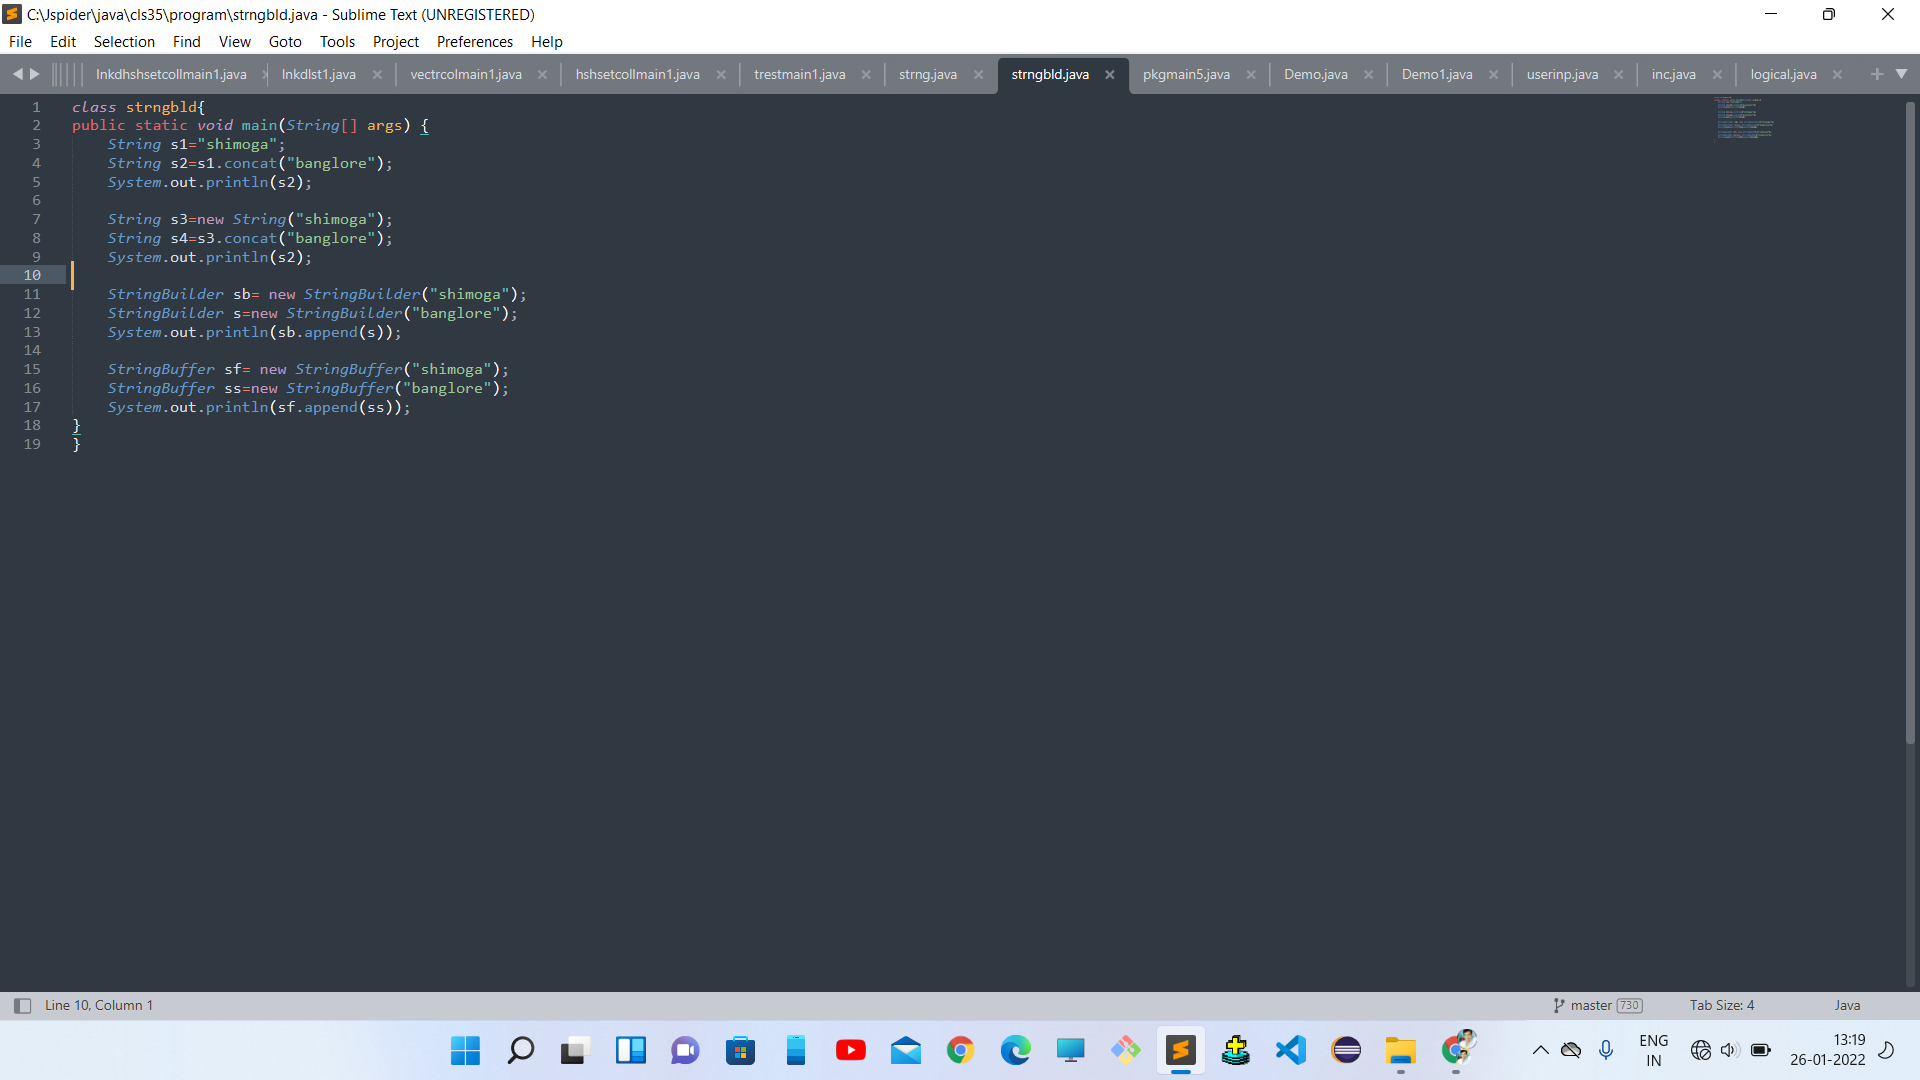 C:\Jspider\java\cls35\program\strngbld.java - Sublime Text (UNREGISTERED)
File Edit Selection Find View Goto Tools Project Preferences Help
lnkdhshsetcollmain1.java lnkdlst1.java vectrcolmain1.java hshsetcollmain1.java trestmain1.java strng.java strngbld.java pkgmain5.java Demo.java Demo1.java userinp.java inc.java logical.java
1 class strngbld{
2 public static void main(String[] args) {
3 String s1="shimoga";
4 String s2=s1.concat("banglore");
5 System.out.println(s2);
6
7 String s3=new String("shimoga");
8 String s4=s3.concat("banglore");
9 System.out.println(s2);
10
11 StringBuilder sb= new StringBuilder("shimoga");
12 StringBuilder s=new StringBuilder("banglore");
13 System.out.println(sb.append(s));
14
15 StringBuffer sf= new StringBuffer("shimoga");
16 StringBuffer ss=new StringBuffer("banglore");
17 System.out.println(sf.append(ss));
18 }
19 }
Line 10, Column 1 master 730 Tab Size: 4 Java
ENG 13:19
IN 26-01-2022